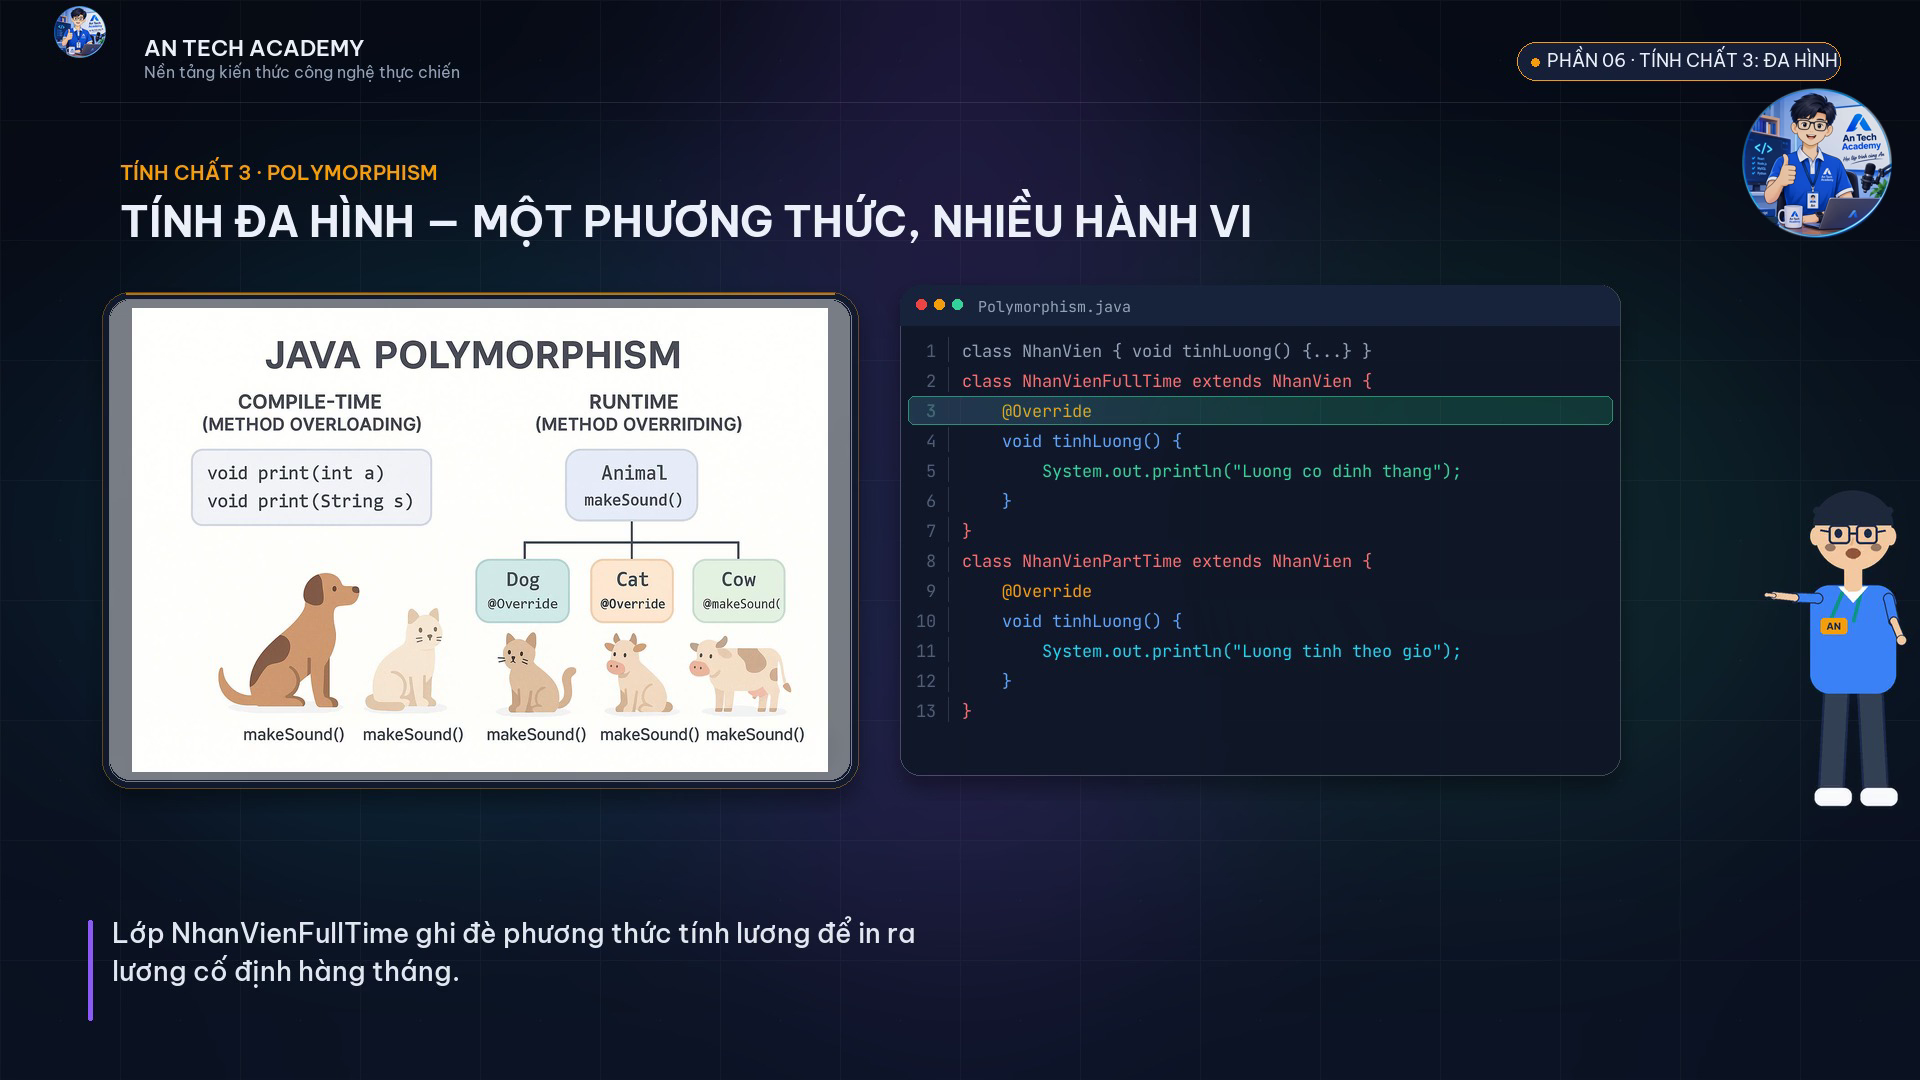 AN TECH ACADEMY
Nền tảng kiến thức công nghệ thực chiến
PHẦN 06 · TÍNH CHẤT 3: ĐA HÌNH
An Tech
Academy
TÍNH CHẤT 3 · POLYMORPHISM
TÍNH ĐA HÌNH — MỘT PHƯƠNG THỨC, NHIỀU HÀNH VI
JAVA POLYMORPHISM
COMPILE-TIME
(METHOD OVERLOADING)
void print(int a)
void print(String s)
RUNTIME
Animal
makeSound()
Dog
@Override
Cat
@Override
Cow
@makeSound(
makeSound()
makeSound()
makeSound()
makeSound()
makeSound()
Polymorphism.java
1 class NhanVien { void tinhLuong() {...} }
2 class NhanVienFullTime extends NhanVien {
3 @Override
4 void tinhLuong() {
5 System.out.println("Luong co dinh thang");
6 }
7 }
8 class NhanVienPartTime extends NhanVien {
9 @Override
10 void tinhLuong() {
11 System.out.println("Luong tinh theo gio");
12 }
13 }
AN
Lớp NhanVienFullTime ghi đè phương thức tính lương để in ra
lương cố định hàng tháng.